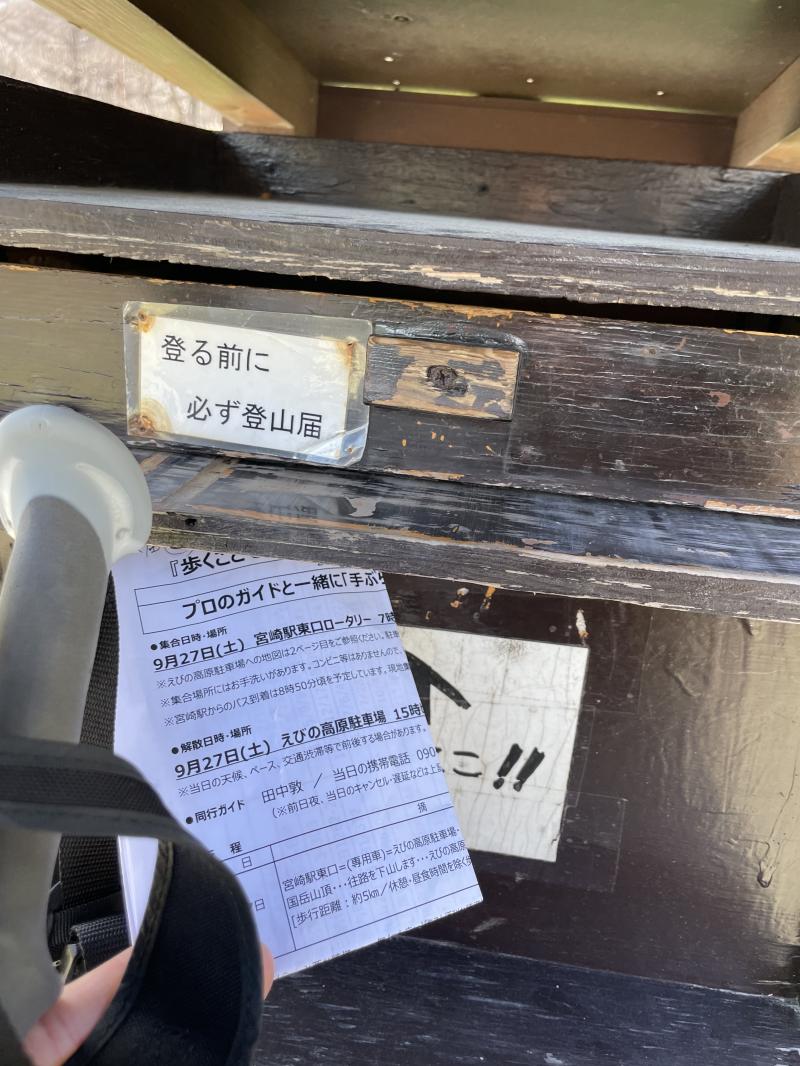 登る前に
必ず登山届
『歩くこと
プロのガイドと一緒に「手ぶら
●集合日時・場所
9月27日(土) 宮崎駅東口ロータリー 7時
※えびの高原駐車場への地図は2ページ目をご参照ください。駐車
※集合場所にはお手洗いがあります。コンビニ等はありませんので、
※宮崎駅からのバス到着は8時50分頃を予定しています。現地集
●解散日時・場所
9月27日(土) えびの高原駐車場 15時
※当日の天候、ペース、交通渋滞等で前後する場合があります。
●同行ガイド 田中敦 / 当日の携帯電話 090
(※前日夜、当日のキャンセル・遅延などは上
程
摘
日
宮崎駅東口=(専用車)=えびの高原駐車場・
国岳山頂・・・往路を下山します・・・えびの高原
[歩行距離:約5km/休憩・昼食時間を除く歩
日
こ!!